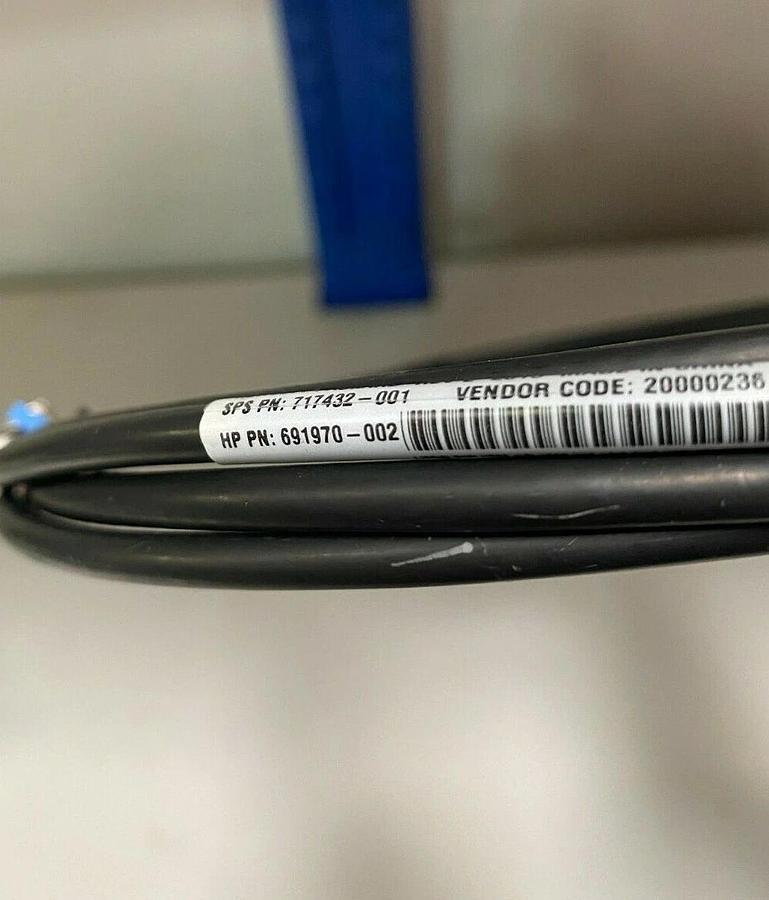 SPS PN: 717432-001 VENDOR CODE: 20000236
HP PN: 691970-002